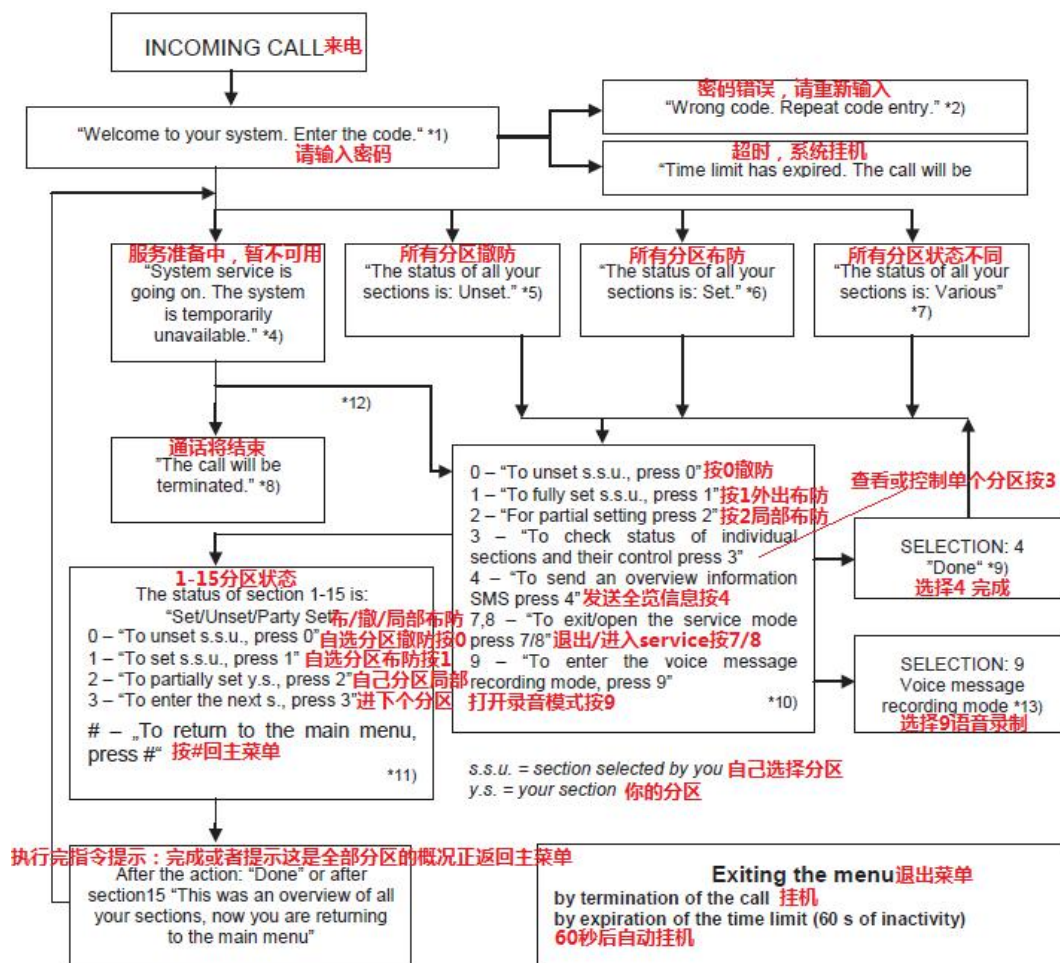 INCOMING CALL来电
“Welcome to your system. Enter the code.“ *1)
请输入密码
密码错误，请重新输入
“Wrong code. Repeat code entry.” *2)
超时，系统挂机
“Time limit has expired. The call will be
服务准备中，暂不可用
“System service is
going on. The system
is temporarily
unavailable.” *4)
所有分区撤防
“The status of all your
sections is: Unset.” *5)
所有分区布防
“The status of all your
sections is: Set.” *6)
所有分区状态不同
“The status of all your
sections is: Various”
*7)
*12)
通话将结束
”The call will be
terminated.” *8)
0 – “To unset s.s.u., press 0”按0撤防
1 – “To fully set s.s.u., press 1”按1外出布防
2 – “For partial setting press 2”按2局部布防
3 – “To check status of individual
sections and their control press 3”
4 – “To send an overview information
SMS press 4”发送全览信息按4
7,8 – “To exit/open the service mode
press 7/8”退出/进入service按7/8
9 – “To enter the voice message
recording mode, press 9”
打开录音模式按9
*10)
查看或控制单个分区按3
SELECTION: 4
”Done“ *9)
选择4 完成
SELECTION: 9
Voice message
recording mode *13)
选择9语音录制
1-15分区状态
The status of section 1-15 is:
“Set/Unset/Party Set布/撤/局部布防
0 – “To unset s.s.u., press 0”自选分区撤防按0
1 – “To set s.s.u., press 1” 自选分区布防按1
2 – “To partially set y.s., press 2”自己分区局部
3 – “To enter the next s., press 3”进下个分区
# – „To return to the main menu,
press #“ 按#回主菜单
*11)
s.s.u. = section selected by you 自己选择分区
y.s. = your section 你的分区
执行完指令提示：完成或者提示这是全部分区的概况正返回主菜单
After the action: “Done” or after
section15 “This was an overview of all
your sections, now you are returning
to the main menu”
Exiting the menu退出菜单
by termination of the call 挂机
by expiration of the time limit (60 s of inactivity)
60秒后自动挂机